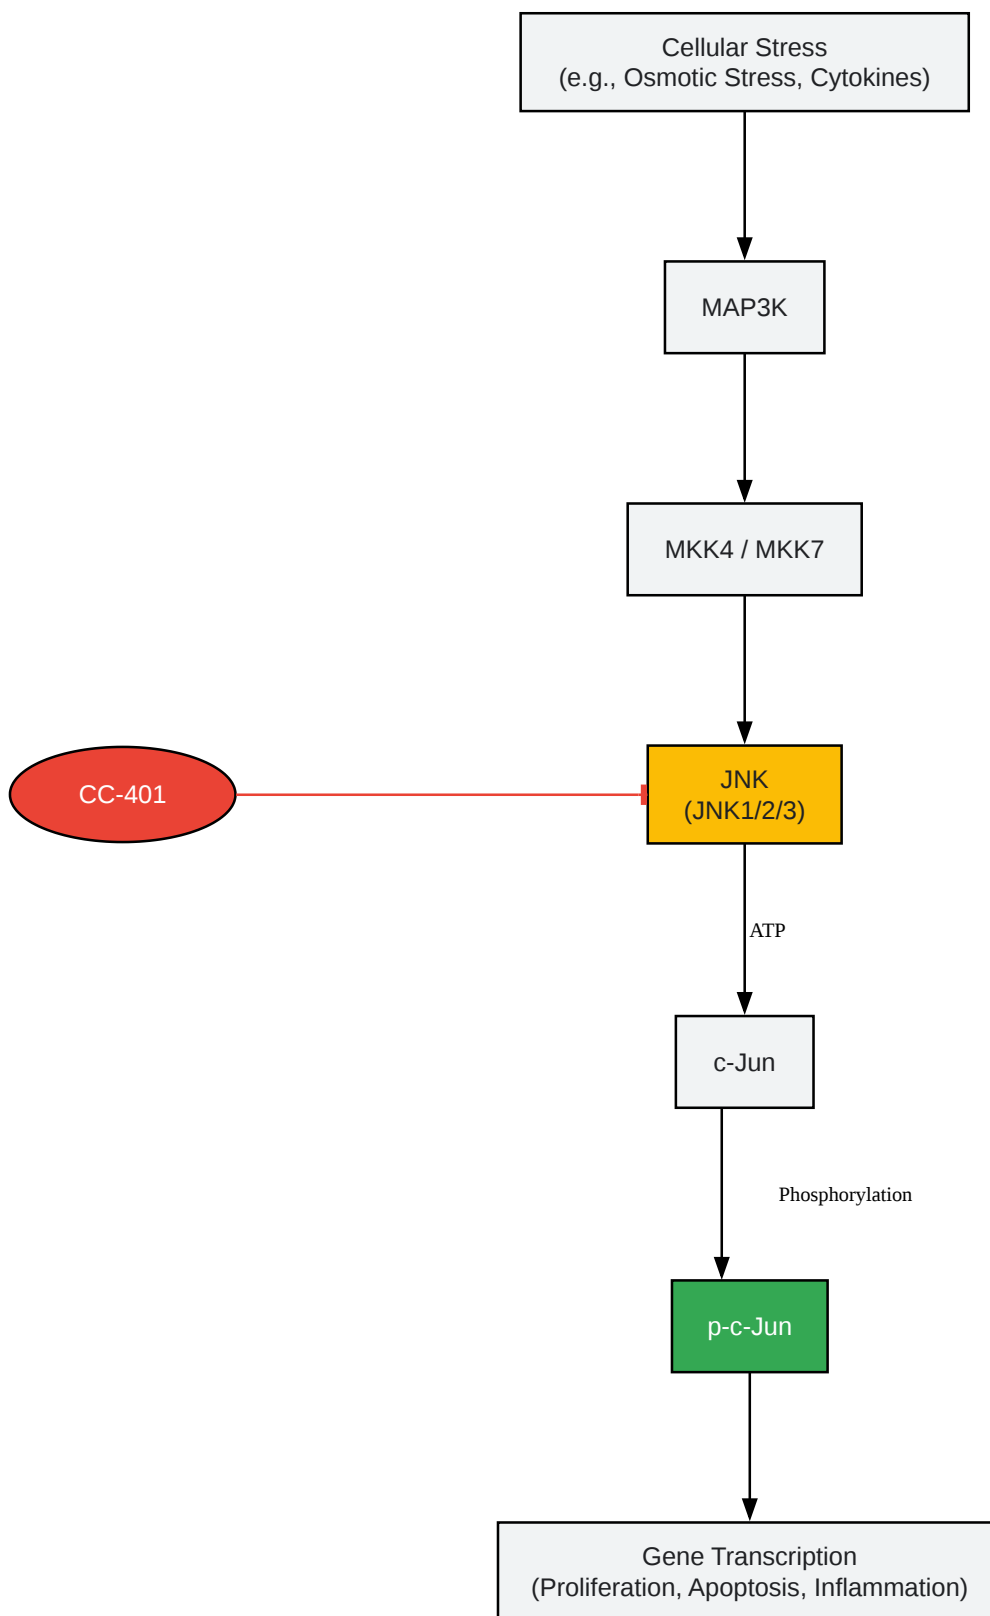 Cellular Stress
(e.g., Osmotic Stress, Cytokines)
MAP3K
MKK4 / MKK7
CC-401
JNK
(JNK1/2/3)
ATP
c-Jun
Phosphorylation
p-c-Jun
Gene Transcription
(Proliferation, Apoptosis, Inflammation)